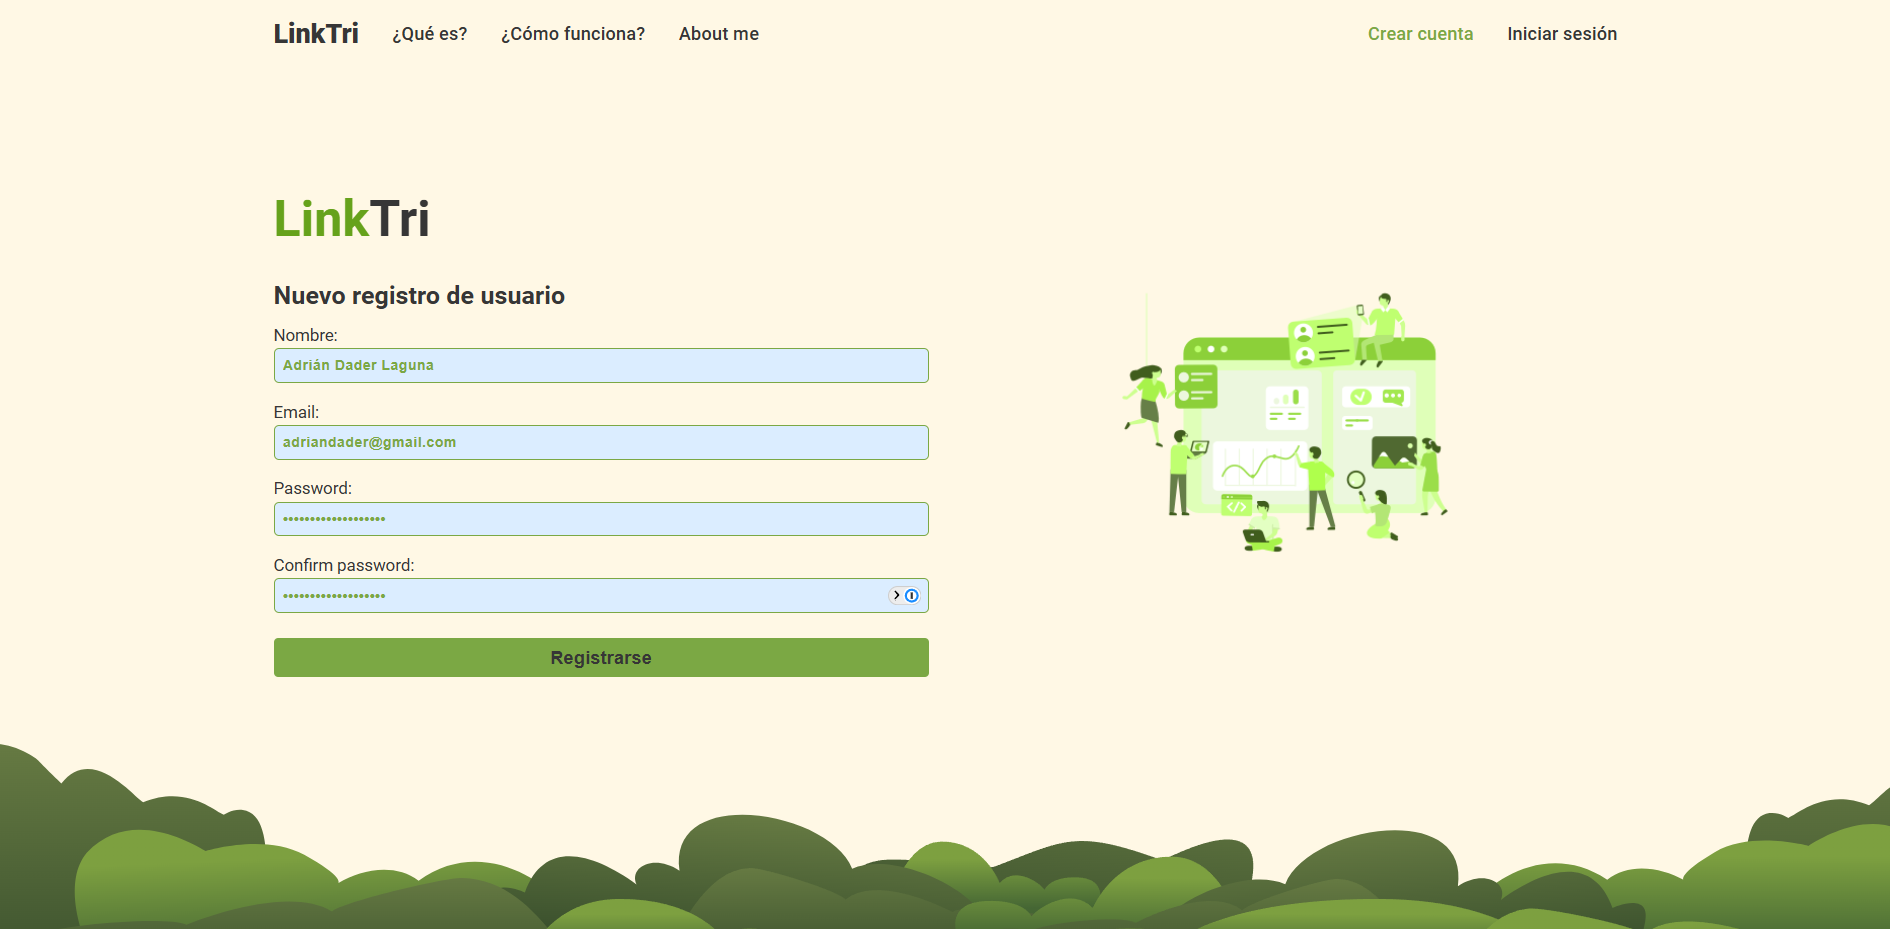 LinkTri ¿Qué es? ¿Cómo funciona? About me Crear cuenta Iniciar sesión
LinkTri
Nuevo registro de usuario
Nombre:
Adrián Dader Laguna
Email:
adriandader@gmail.com
Password:
•••••••••••••••••••
Confirm password:
•••••••••••••••••••
Registrarse